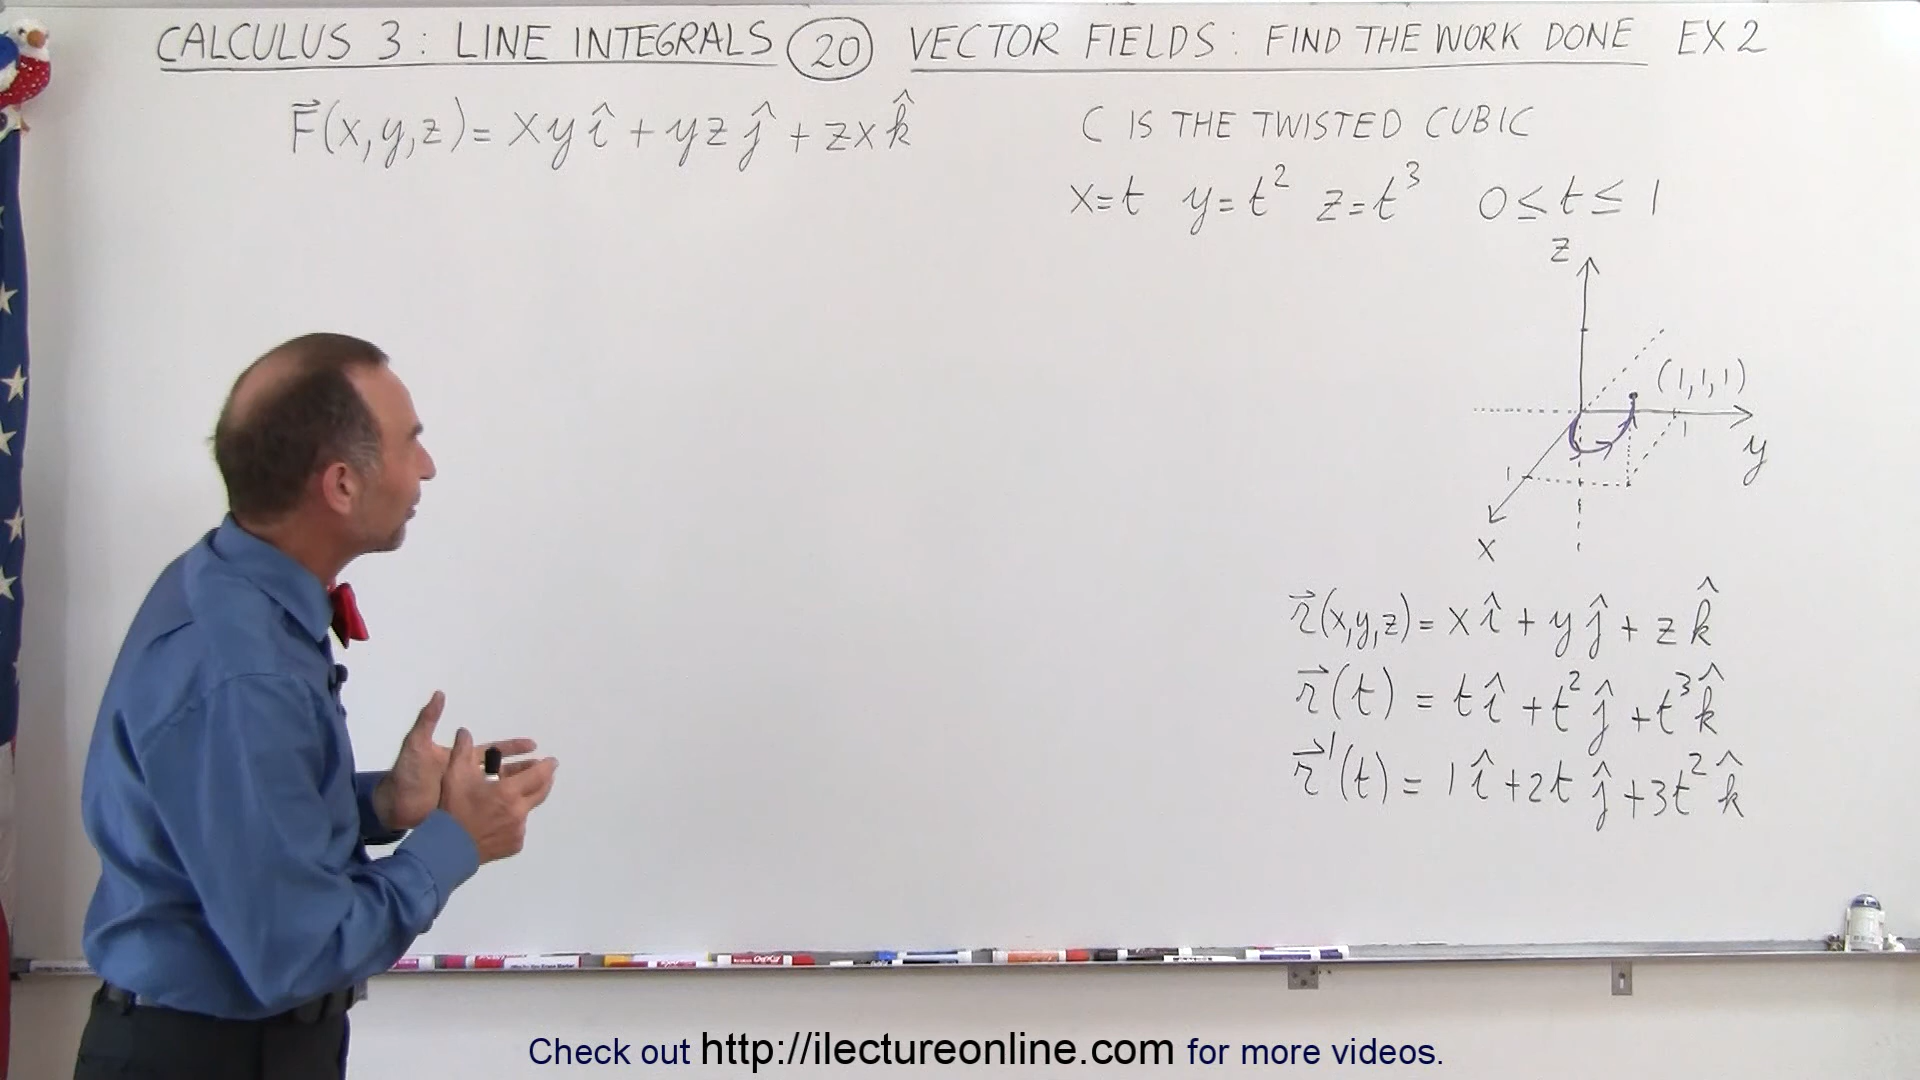 CALCULUS 3: LINE INTEGRALS 20 VECTOR FIELDS: FIND THE WORK DONE EX 2
F⃗(x,y,z)= xy î + yz ĵ + zx k̂
C IS THE TWISTED CUBIC
x=t y=t² z=t³ 0≤t≤1
z
(1,1,1)
1
y
1
x
r⃗(x,y,z)= x î + y ĵ + z k̂
r⃗(t) = t î + t² ĵ + t³ k̂
r⃗'(t) = 1 î + 2t ĵ + 3t² k̂
Check out http://ilectureonline.com for more videos.